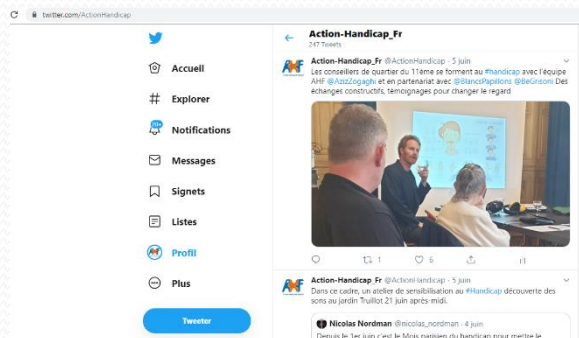 twitter.com/ActionHandicap
Accueil
Explorer
20+
Notifications
Messages
Signets
Listes
Profil
Plus
Tweeter
Action-Handicap_Fr
247 Tweets
Action-Handicap_Fr @ActionHandicap · 5 juin
Les conseillers de quartier du 11ème se forment au #handicap avec l'équipe
AHF @AzizZogaghi et en partenariat avec @BlancsPapillons @BeGrisoni Des
échanges constructifs, témoignages pour changer le regard
1
6
Action-Handicap_Fr @ActionHandicap · 5 juin
Dans ce cadre, un atelier de sensibilisation au #Handicap découverte des
sons au jardin Truillot 21 juin après-midi.
Nicolas Nordman @nicolas_nordman · 4 juin
Depuis le 1er juin c'est le Mois parisien du handicap pour mettre le